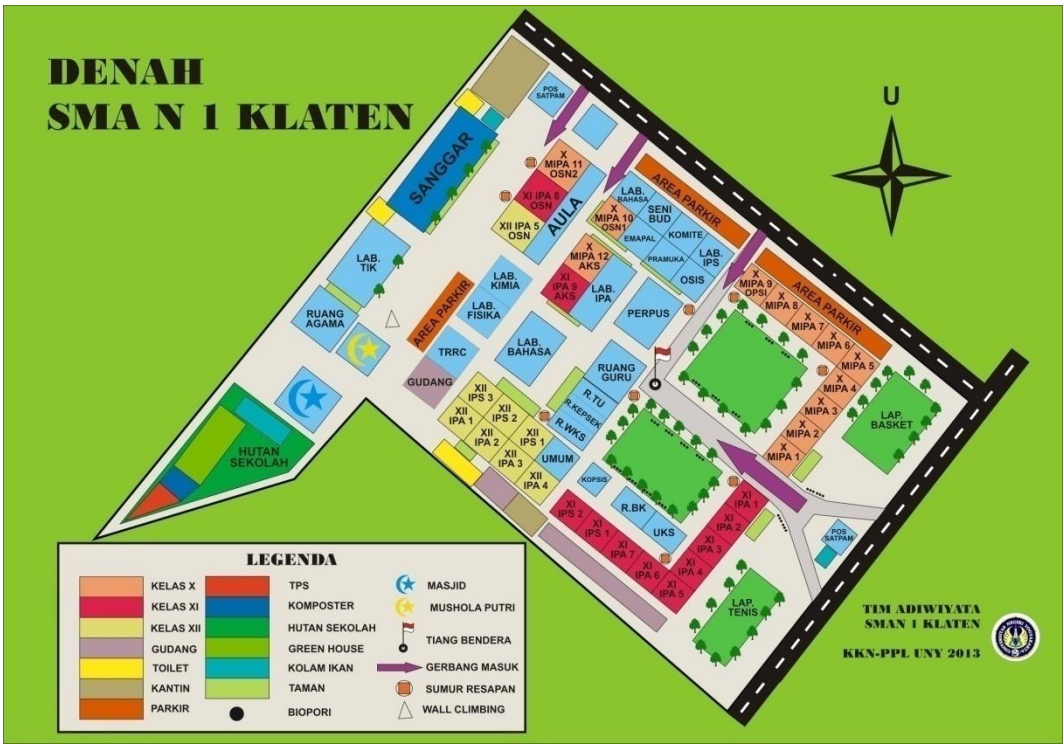 DENAH
SMA N 1 KLATEN
U
POS
SATPAM
SANGGAR
X
MIPA 11
OSN2
XI IPA 8
OSN
XII IPA 5
OSN
AULA
LAB.
BAHASA
X
MIPA 10
OSN1
SENI
BUD
EMAPAL
KOMITE
PRAMUKA
LAB.
IPS
OSIS
AREA PARKIR
X
MIPA 12
AKS
XI
IPA 9
AKS
LAB.
IPA
PERPUS
LAB.
TIK
RUANG
AGAMA
AREA PARKIR
LAB.
KIMIA
LAB.
FISIKA
TRRC
GUDANG
LAB.
BAHASA
RUANG
GURU
R.TU
R.KEPSEK
R.WKS
AREA PARKIR
X
MIPA 9
OPSI
X
MIPA 8
X
MIPA 7
X
MIPA 6
X
MIPA 5
X
MIPA 4
X
MIPA 3
X
MIPA 2
X
MIPA 1
LAP.
BASKET
XII
IPS 3
XII
IPS 2
XII
IPS 1
UMUM
XII
IPA 1
XII
IPA 2
XII
IPA 3
XII
IPA 4
KOPSIS
R.BK
UKS
XI
IPS 2
XI
IPS 1
XI
IPA 7
XI
IPA 6
XI
IPA 5
XI
IPA 4
XI
IPA 3
XI
IPA 2
XI
IPA 1
POS
SATPAM
LAP.
TENIS
HUTAN
SEKOLAH
LEGENDA
KELAS X
KELAS XI
KELAS XII
GUDANG
TOILET
KANTIN
PARKIR
TPS
KOMPOSTER
HUTAN SEKOLAH
GREEN HOUSE
KOLAM IKAN
TAMAN
BIOPORI
MASJID
MUSHOLA PUTRI
TIANG BENDERA
GERBANG MASUK
SUMUR RESAPAN
WALL CLIMBING
TIM ADIWIYATA
SMAN 1 KLATEN
KKN-PPL UNY 2013